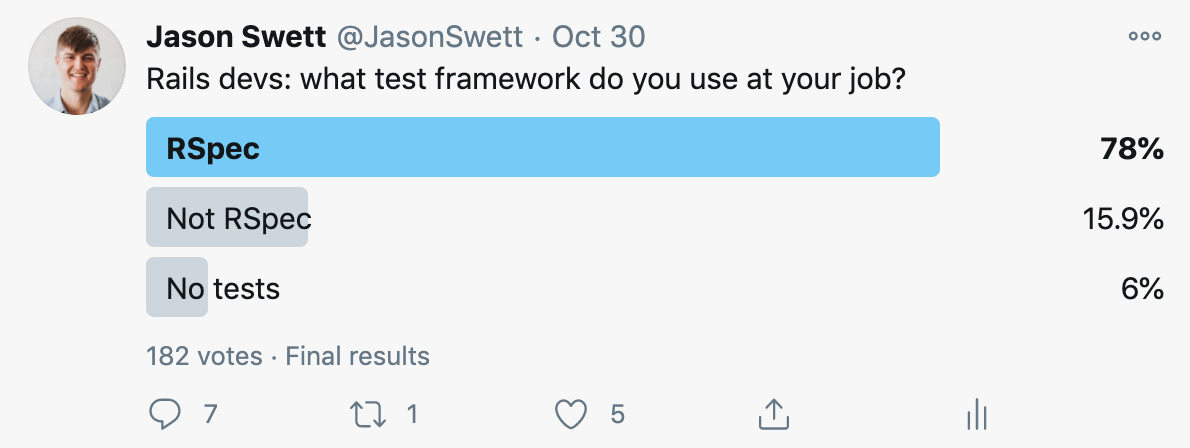 Jason Swett @JasonSwett · Oct 30
Rails devs: what test framework do you use at your job?
RSpec 78%
Not RSpec 15.9%
No tests 6%
182 votes · Final results
7 1 5